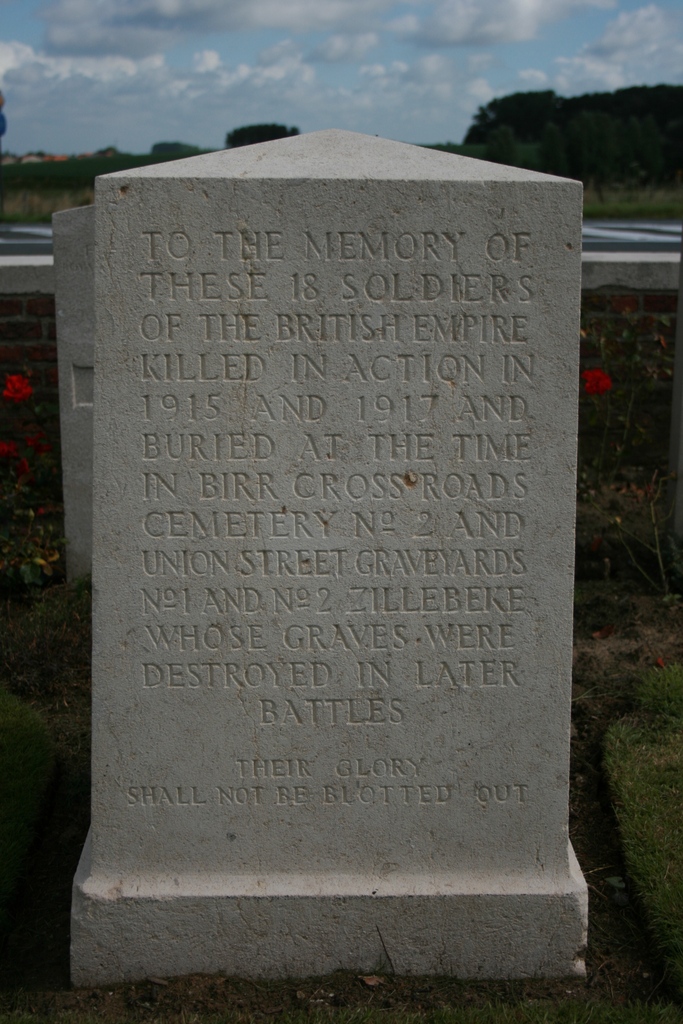 TO THE MEMORY OF
THESE 18 SOLDIERS
OF THE BRITISH EMPIRE
KILLED IN ACTION IN
1915 AND 1917 AND
BURIED AT THE TIME
IN BIRR CROSS ROADS
CEMETERY Nº 2 AND
UNION STREET GRAVEYARDS
Nº1 AND Nº2 ZILLEBEKE
WHOSE GRAVES WERE
DESTROYED IN LATER
BATTLES
THEIR GLORY
SHALL NOT BE BLOTTED OUT